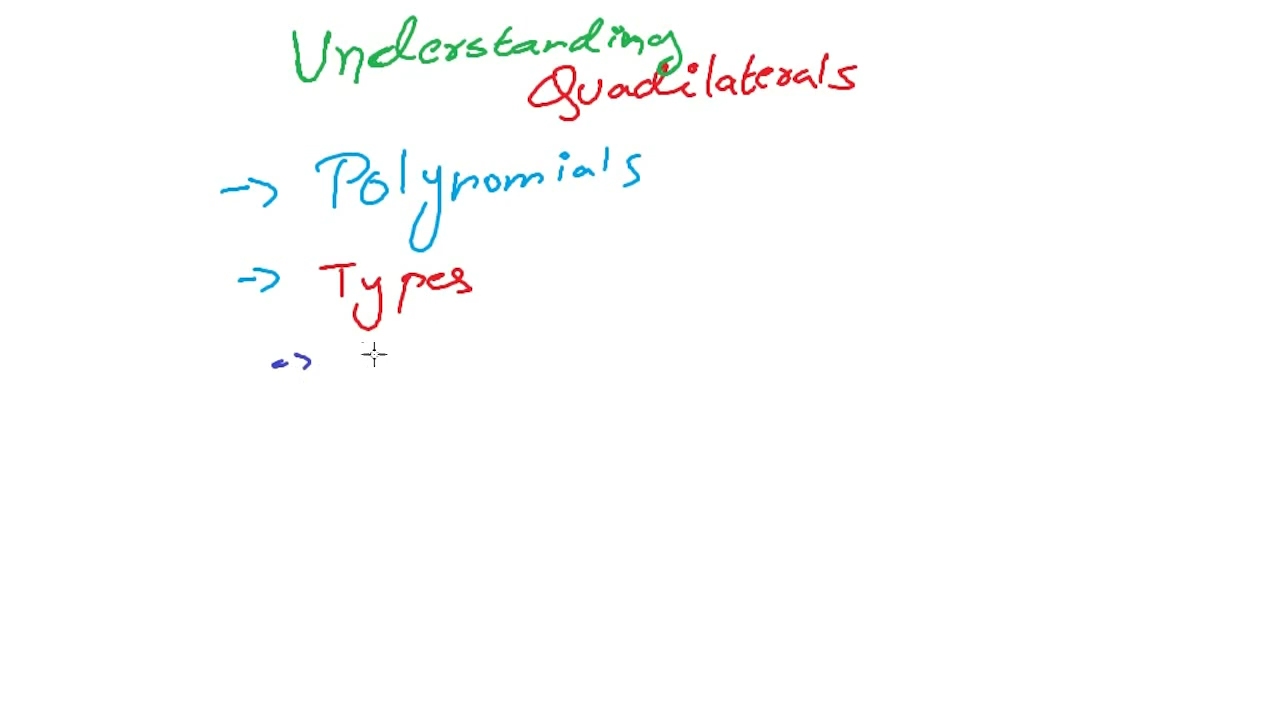 Understanding
Quadilaterals
-> Polynomials
-> Types
->